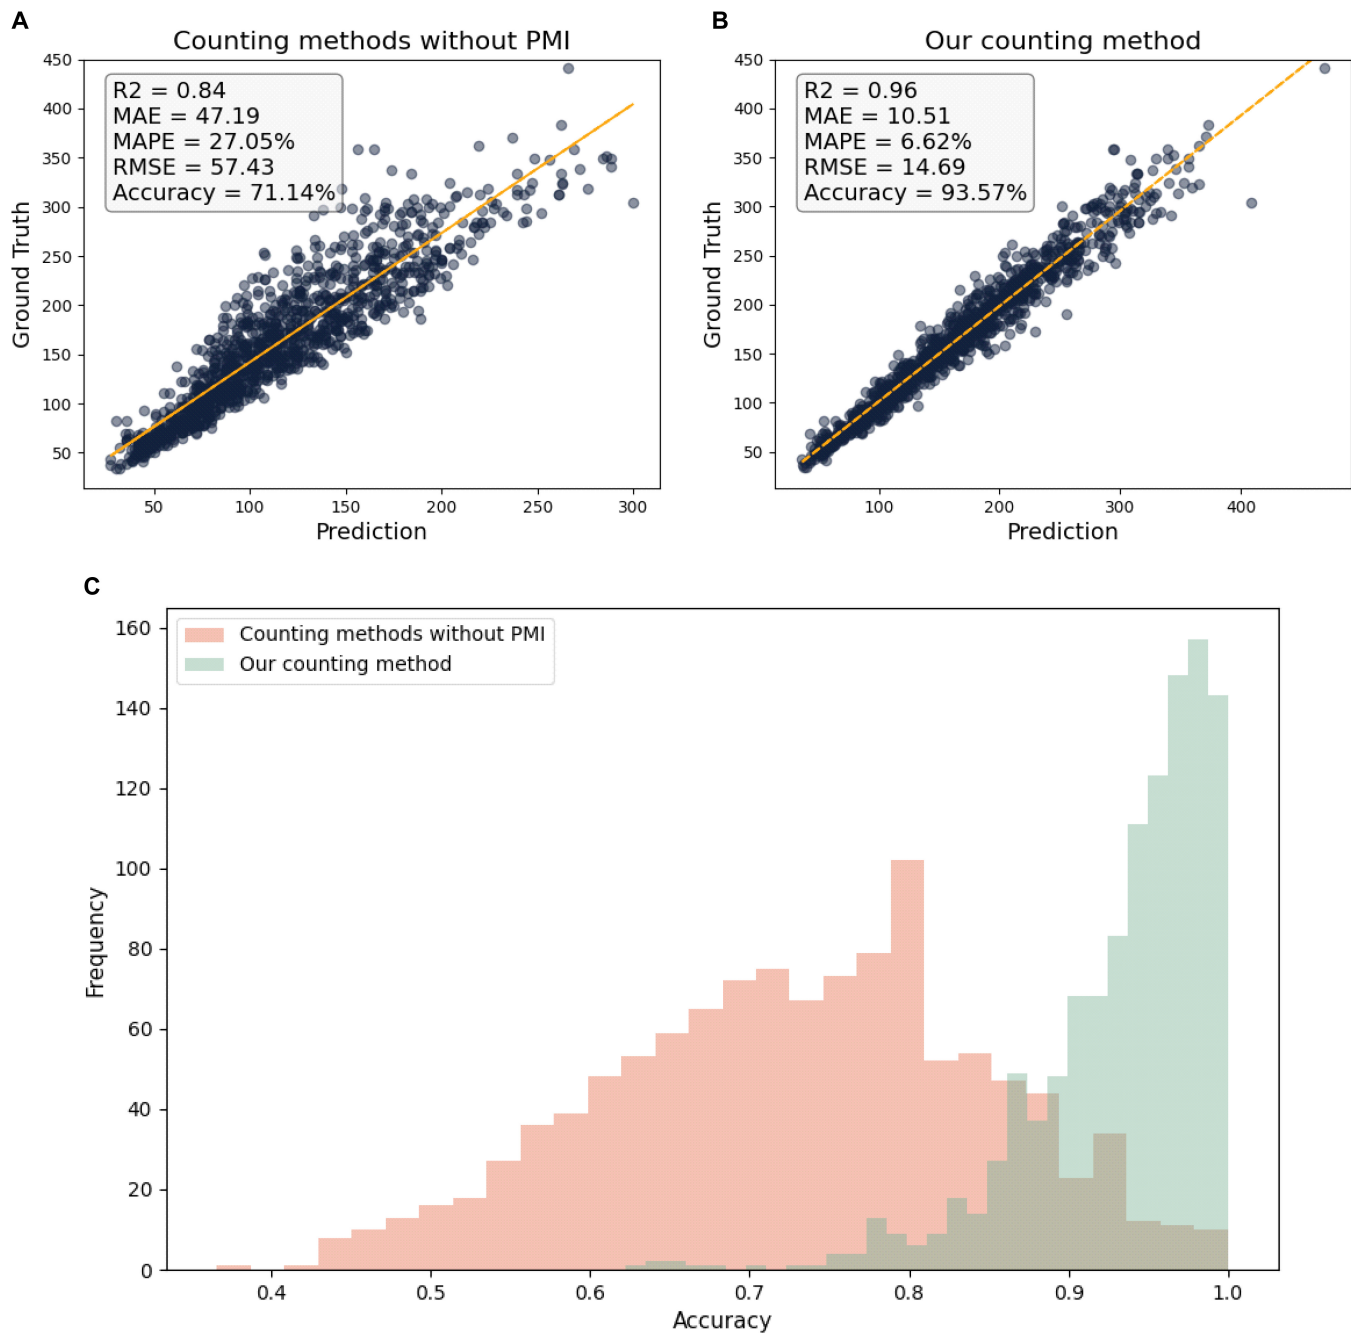 A
Counting methods without PMI
R2 = 0.84
MAE = 47.19
MAPE = 27.05%
RMSE = 57.43
Accuracy = 71.14%
450
400
350
300
250
200
150
100
50
Ground Truth
50
100
150
200
250
300
Prediction
B
Our counting method
R2 = 0.96
MAE = 10.51
MAPE = 6.62%
RMSE = 14.69
Accuracy = 93.57%
450
400
350
300
250
200
150
100
50
Ground Truth
100
200
300
400
Prediction
C
Counting methods without PMI
Our counting method
160
140
120
100
80
60
40
20
0
Frequency
0.4
0.5
0.6
0.7
0.8
0.9
1.0
Accuracy